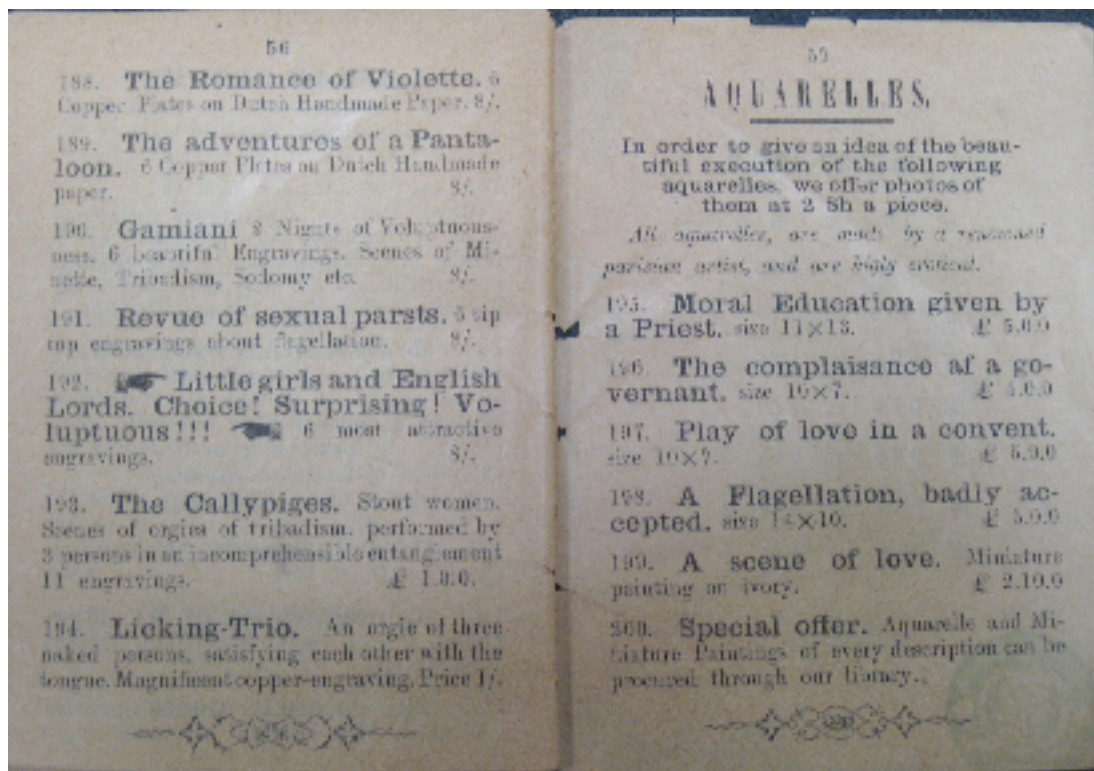 56
188. The Romance of Violette. 6
Copper Plates on Dutch Handmade Paper. 8/.
189. The adventures of a Panta-
loon. 6 Copper Plates on Dutch Handmade
paper. 8/.
190. Gamiani 2 Nights of Voluptuous-
ness. 6 beautiful Engravings. Scenes of Mi-
nette, Tribadism, Sodomy etc. 8/.
191. Revue of sexual parsts. 6 tip
top engravings about flagellation. 8/.
192. Little girls and English
Lords. Choice! Surprising! Vo-
luptuous!!! 6 most attractive
engravings. 8/.
193. The Callypiges. Stout women.
Scenes of orgies of tribadism. performed by
3 persons in an incomprehensible entanglement
11 engravings. £ 1.0.0.
194. Licking-Trio. An orgie of three
naked persons, satisfying each other with the
tongue. Magnificent copper-engraving. Price 1/.
AQUARELLES.
In order to give an idea of the beau-
tiful execution of the following
aquarelles, we offer photos of
them at 2 Sh a piece.
All aquarelles, are made by a renowned
parisian artist, and are higly erotical.
195. Moral Education given by
a Priest. size 11×13. £ 5.0.0
196. The complaisance af a go-
vernant. size 10×7. £ 4.0.0
197. Play of love in a convent.
size 10×7. £ 5.0.0
198. A Flagellation, badly ac-
cepted. size 14×10. £ 5.0.0
199. A scene of love. Miniature
painting on ivory. £ 2.10.0
200. Special offer. Aquarelle and Mi-
niature Paintings of every description can be
procured through our library.